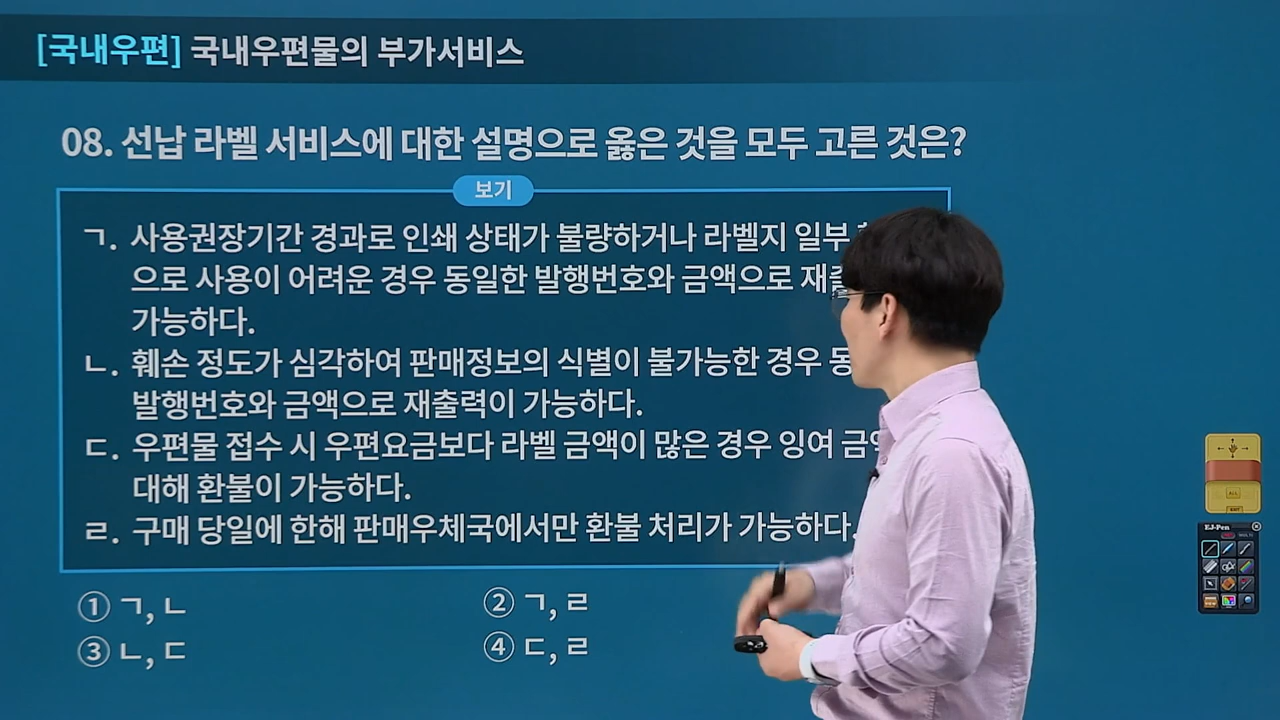 [국내우편] 국내우편물의 부가서비스
08. 선납 라벨 서비스에 대한 설명으로 옳은 것을 모두 고른 것은?
보기
ㄱ. 사용권장기간 경과로 인쇄 상태가 불량하거나 라벨지 일부
으로 사용이 어려운 경우 동일한 발행번호와 금액으로
가능하다.
ㄴ. 훼손 정도가 심각하여 판매정보의 식별이 불가능한 경우
발행번호와 금액으로 재출력이 가능하다.
ㄷ. 우편물 접수 시 우편요금보다 라벨 금액이 많은 경우 잉여
대해 환불이 가능하다.
ㄹ. 구매 당일에 한해 판매우체국에서만 환불 처리가 가능하다.
① ㄱ, ㄴ ② ㄱ, ㄹ
③ ㄴ, ㄷ ④ ㄷ, ㄹ
ALL
EXIT
EJ-Pen